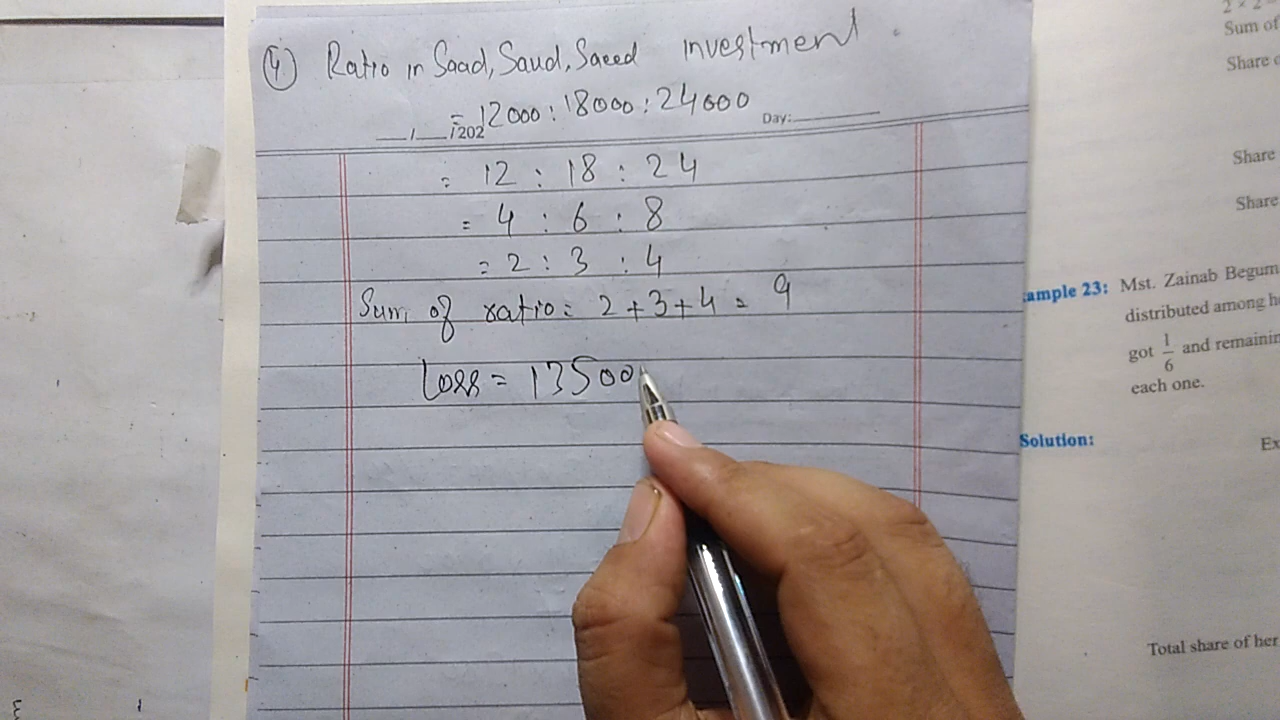 (4) Ratio in Saad, Saud, Saeed investment.
= 12000 : 18000 : 24000
__/__/202 Day:
= 12 : 18 : 24
= 4 : 6 : 8
= 2 : 3 : 4
Sum of ratio = 2 + 3 + 4 = 9
Loss = 13500
Sum of
Share
Share
Share
ample 23: Mst. Zainab Begum
distributed among
got 1/6 and
each one.
Solution:
Total share of her